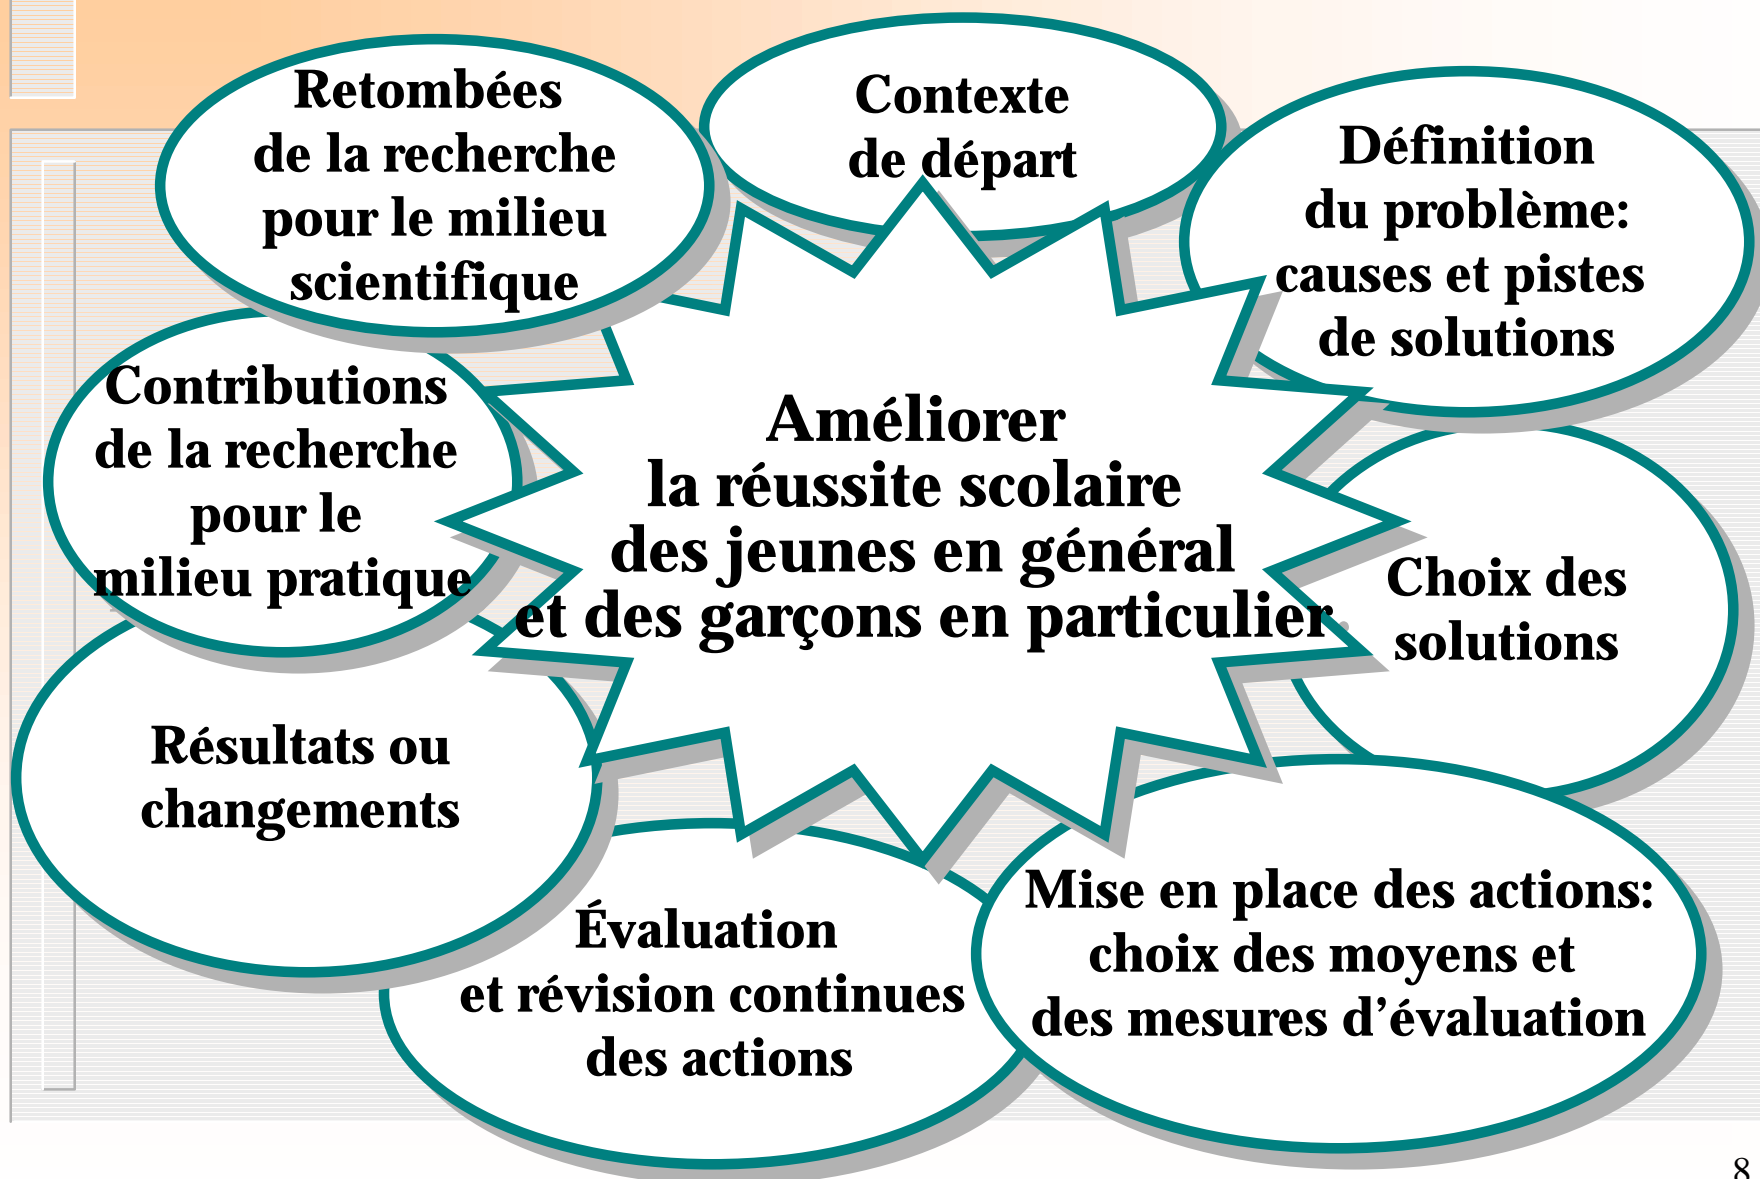 Retombées
de la recherche
pour le milieu
scientifique
Contexte
de départ
Définition
du problème:
causes et pistes
de solutions
Contributions
de la recherche
pour le
milieu pratique
Améliorer
la réussite scolaire
des jeunes en général
et des garçons en particulier.
Choix des
solutions
Résultats ou
changements
Évaluation
et révision continues
des actions
Mise en place des actions:
choix des moyens et
des mesures d’évaluation
8